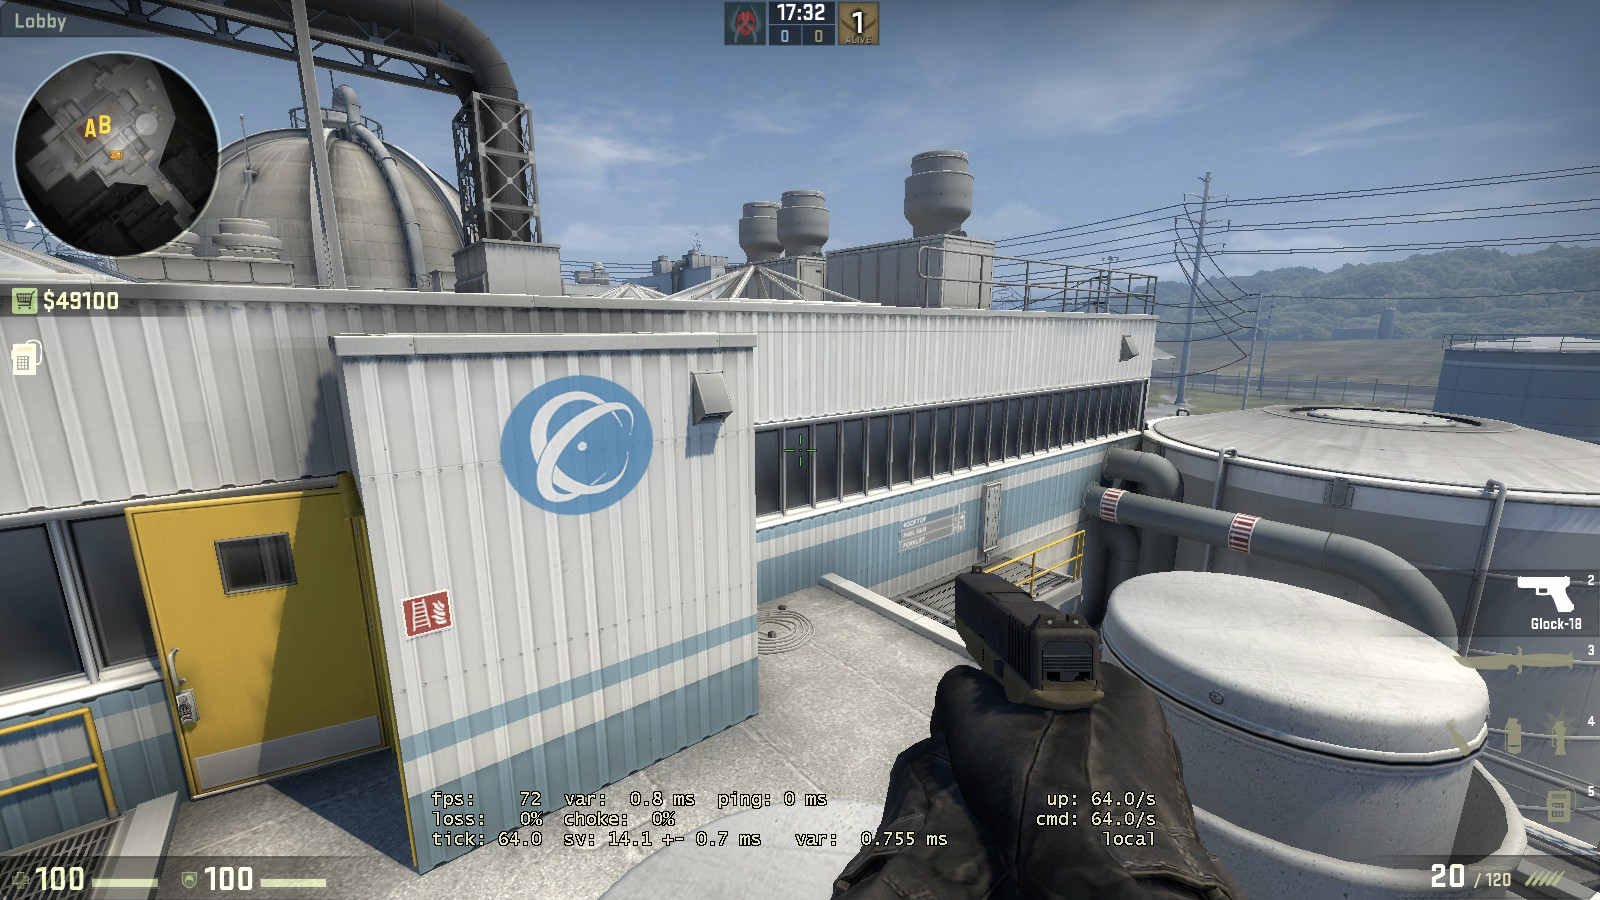 Lobby
17:32
0 0
1
ALIVE
A B
$49100
ROOFTOP
FORKLIFT
2
Glock-18
3
4
5
fps: 72 var: 0.8 ms ping: 0 ms
loss: 0% choke: 0%
tick: 64.0 sv: 14.1 +- 0.7 ms var: 0.755 ms
up: 64.0/s
cmd: 64.0/s
local
100 100
20 / 120